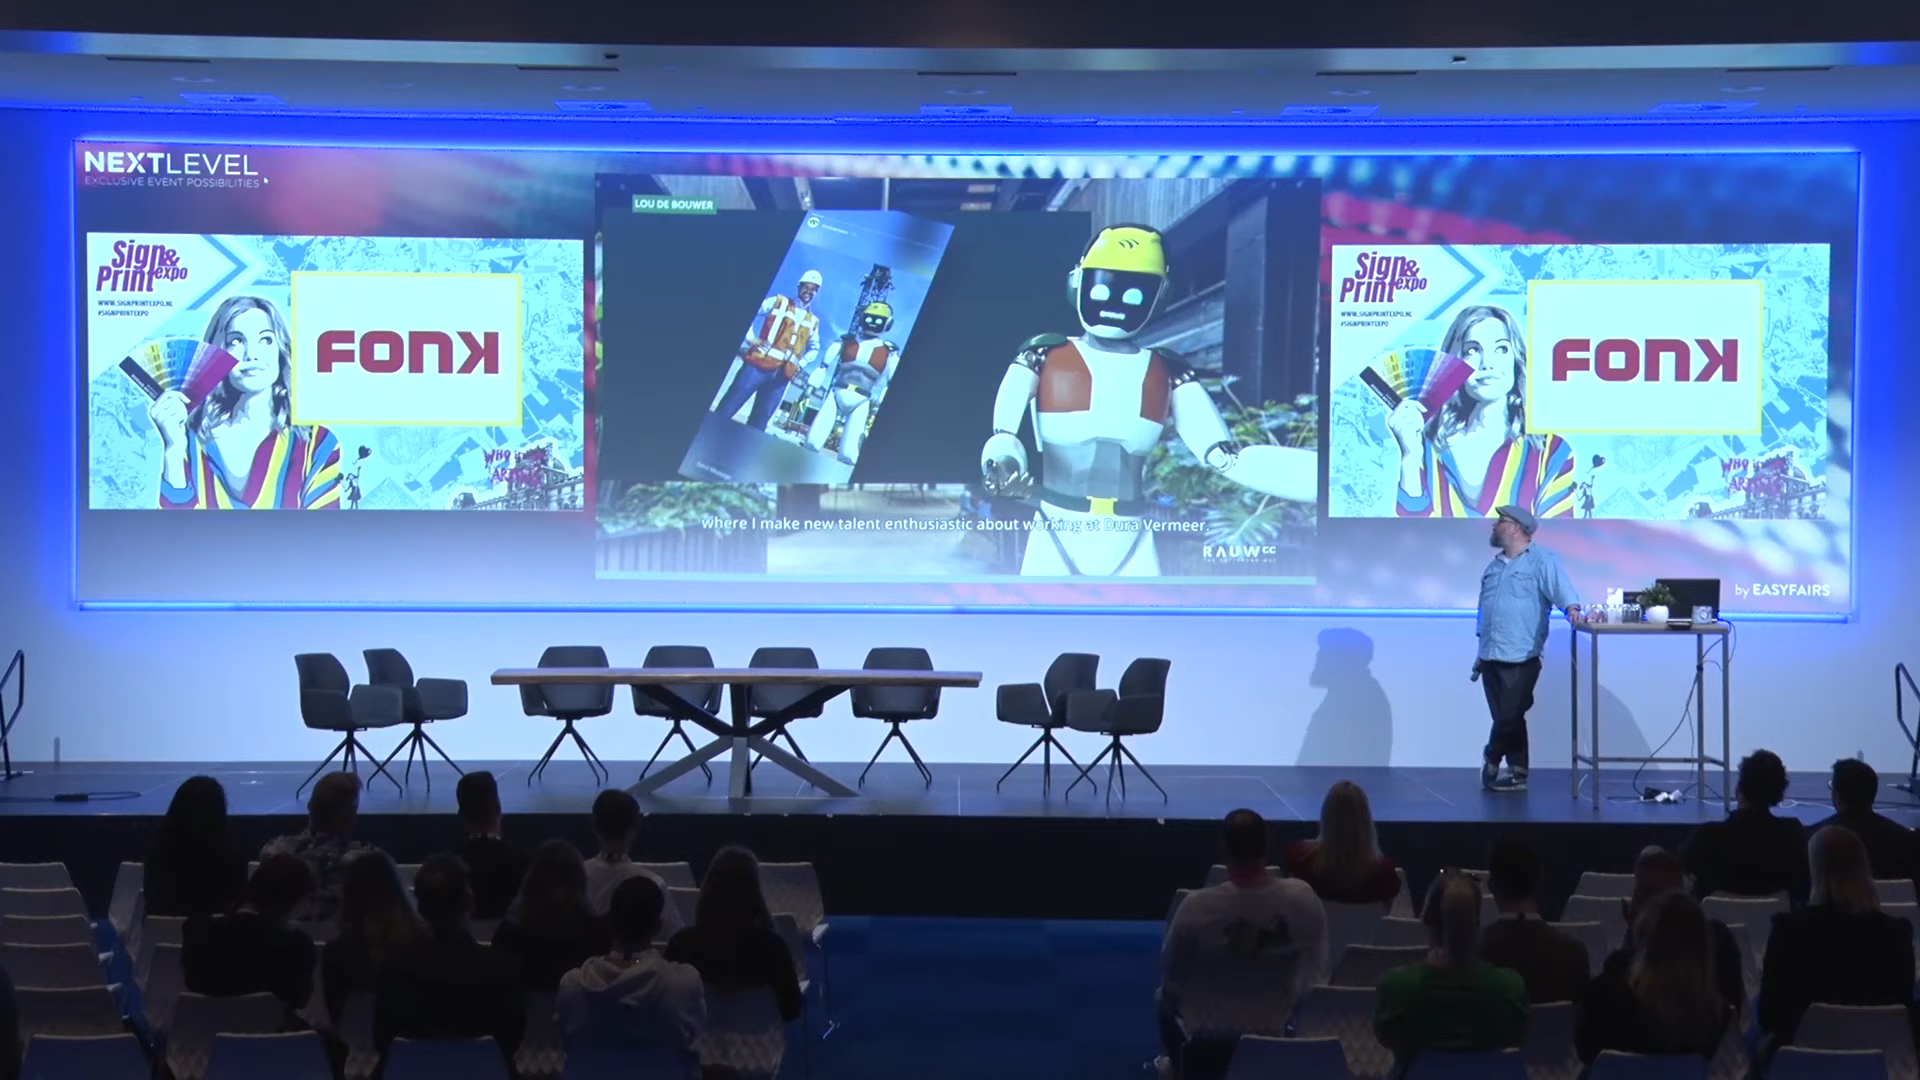 NEXTLEVEL
EXCLUSIVE EVENT POSSIBILITIES
Sign&
Print expo
WWW.SIGNPRINTEXPO.NL
#SIGNPRINTEXPO
FONK
LOU DE BOUWER
where I make new talent enthusiastic about working at Dura Vermeer.
RAUW CC
Sign&
Print expo
WWW.SIGNPRINTEXPO.NL
#SIGNPRINTEXPO
FONK
by EASYFAIRS